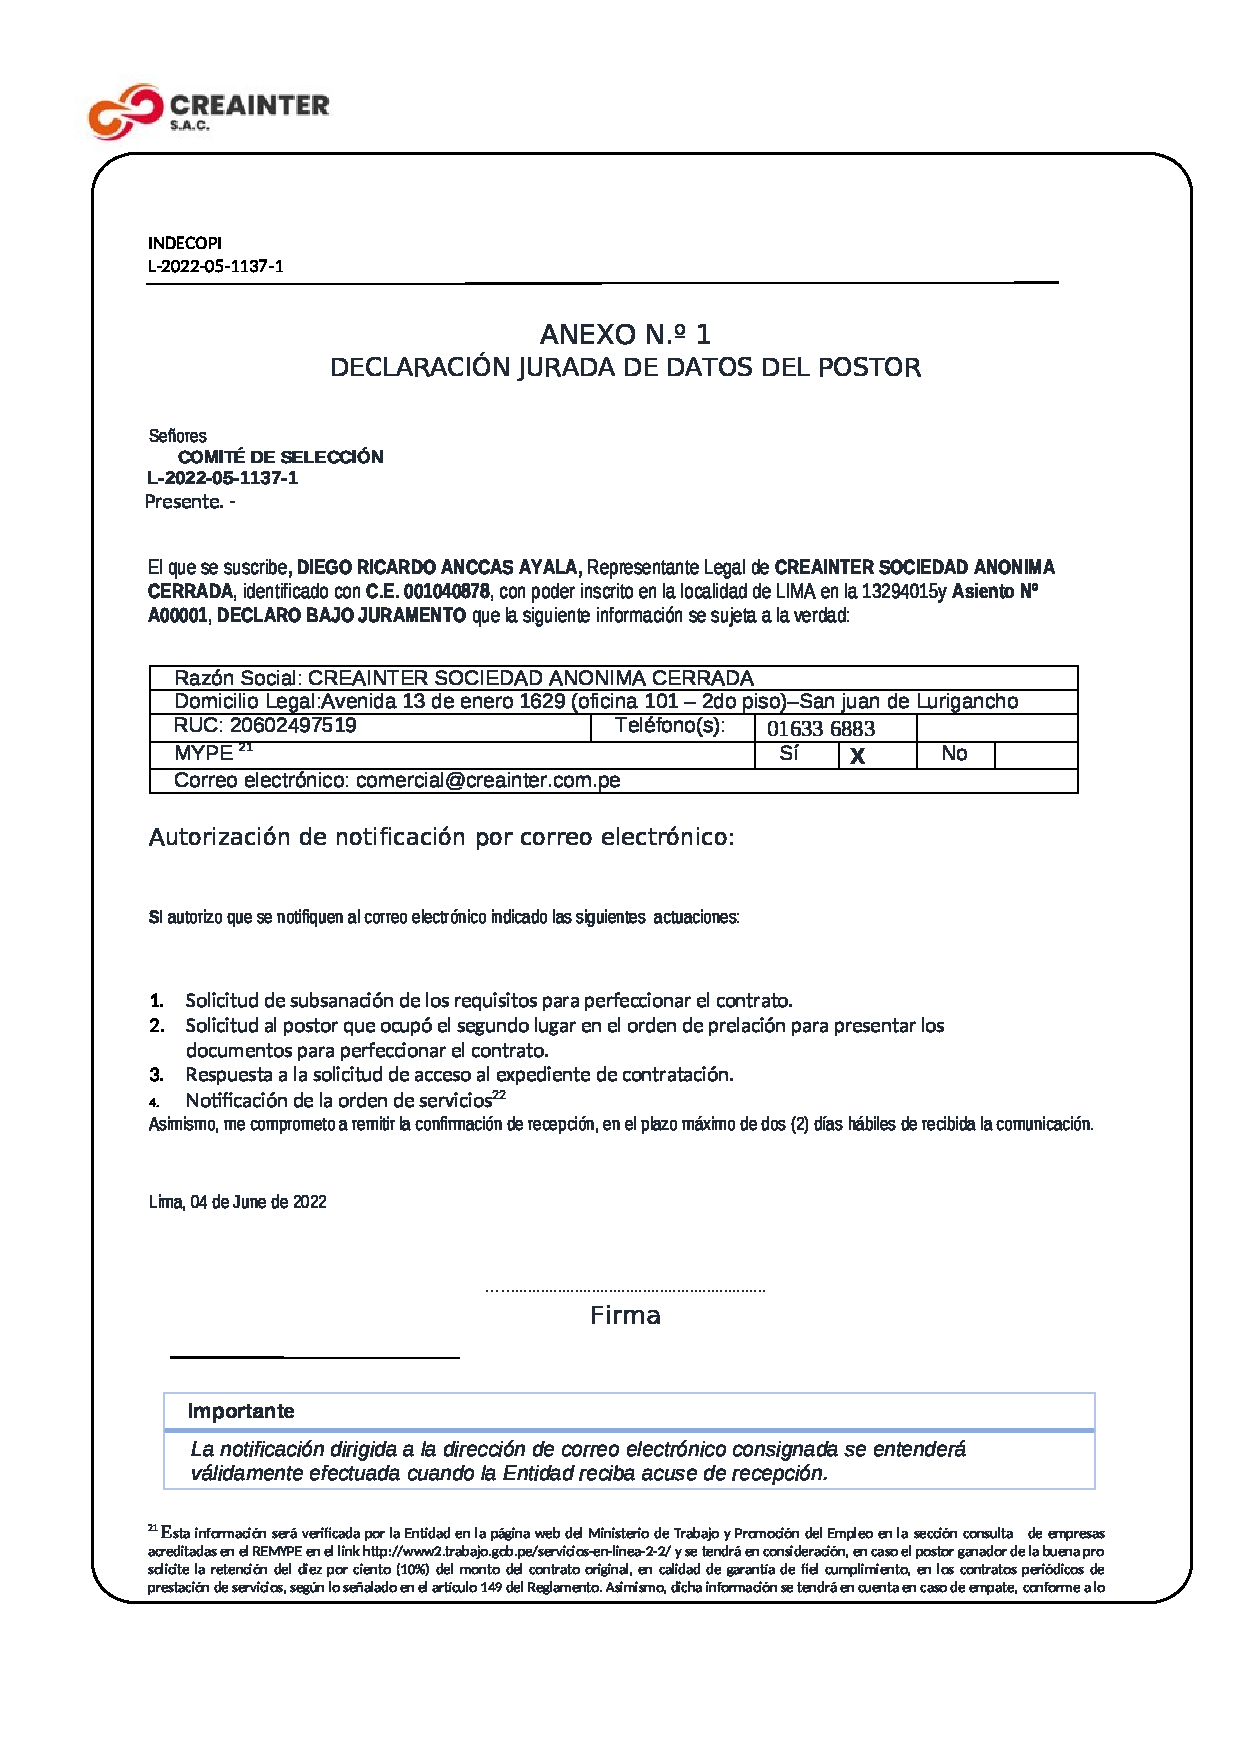 CREAINTER
S.A.C.
INDECOPI
L-2022-05-1137-1
ANEXO N.º 1
DECLARACIÓN JURADA DE DATOS DEL POSTOR
Señores
COMITÉ DE SELECCIÓN
L-2022-05-1137-1
Presente. -
El que se suscribe, DIEGO RICARDO ANCCAS AYALA, Representante Legal de CREAINTER SOCIEDAD ANONIMA
CERRADA, identificado con C.E. 001040878, con poder inscrito en la localidad de LIMA en la 13294015y Asiento Nº
A00001, DECLARO BAJO JURAMENTO que la siguiente información se sujeta a la verdad:
Razón Social: CREAINTER SOCIEDAD ANONIMA CERRADA
Domicilio Legal:Avenida 13 de enero 1629 (oficina 101 – 2do piso)–San juan de Lurigancho
RUC: 20602497519 Teléfono(s): 01633 6883
MYPE 21 Sí X No
Correo electrónico: comercial@creainter.com.pe
Autorización de notificación por correo electrónico:
SI autorizo que se notifiquen al correo electrónico indicado las siguientes actuaciones:
1. Solicitud de subsanación de los requisitos para perfeccionar el contrato.
2. Solicitud al postor que ocupó el segundo lugar en el orden de prelación para presentar los
documentos para perfeccionar el contrato.
3. Respuesta a la solicitud de acceso al expediente de contratación.
4. Notificación de la orden de servicios22
Asimismo, me comprometo a remitir la confirmación de recepción, en el plazo máximo de dos (2) días hábiles de recibida la comunicación.
Lima, 04 de June de 2022
................................................................
Firma
Importante
La notificación dirigida a la dirección de correo electrónico consignada se entenderá
válidamente efectuada cuando la Entidad reciba acuse de recepción.
21 Esta información será verificada por la Entidad en la página web del Ministerio de Trabajo y Promoción del Empleo en la sección consulta de empresas
acreditadas en el REMYPE en el link http://www2.trabajo.gob.pe/servicios-en-linea-2-2/ y se tendrá en consideración, en caso el postor ganador de la buena pro
solicite la retención del diez por ciento (10%) del monto del contrato original, en calidad de garantía de fiel cumplimiento, en los contratos periódicos de
prestación de servicios, según lo señalado en el artículo 149 del Reglamento. Asimismo, dicha información se tendrá en cuenta en caso de empate, conforme a lo